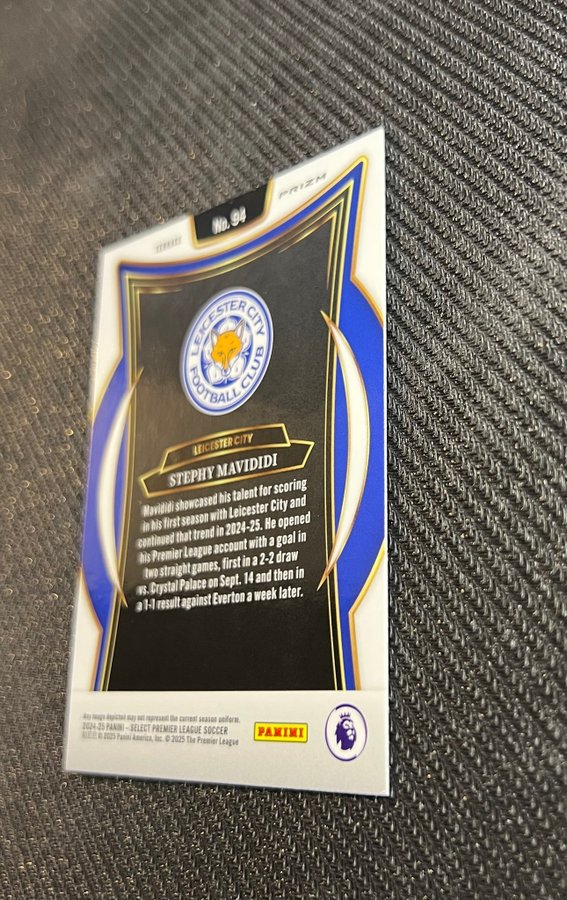 TERRACE
No. 94
PRIZM
LEICESTER CITY
FOOTBALL CLUB
LEICESTER CITY
STEPHY MAVIDIDI
Mavididi showcased his talent for scoring
in his first season with Leicester City and
continued that trend in 2024-25. He opened
his Premier League account with a goal in
two straight games, first in a 2-2 draw
vs. Crystal Palace on Sept. 14 and then in
a 1-1 result against Everton a week later.
Any image depicted may not represent the current season uniform.
2024-25 PANINI – SELECT PREMIER LEAGUE SOCCER
© 2025 Panini America, Inc. © 2025 The Premier League
PANINI